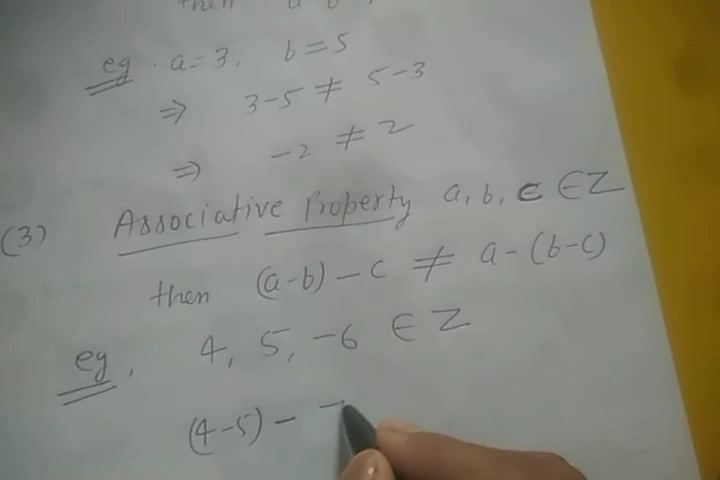 then
eg. a=3, b=5
⇒ 3-5 ≠ 5-3
⇒ -2 ≠ 2
(3) Associative Property a, b, c ∈ Z
then (a-b)-c ≠ a-(b-c)
eg, 4, 5, -6 ∈ Z
(4-5)- -